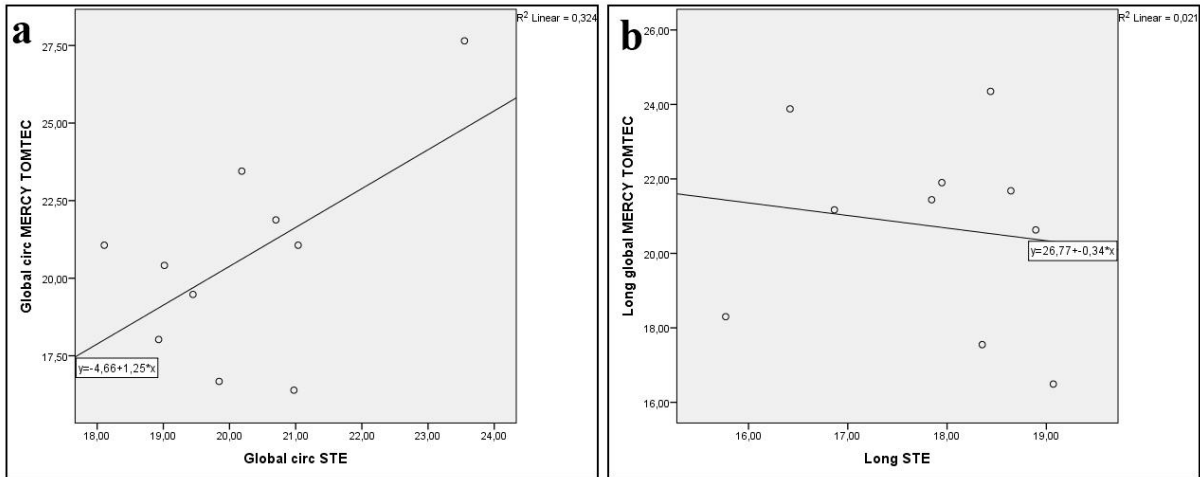 a
R² Linear = 0,324
27,50
25,00
22,50
20,00
17,50
Global circ MERCY TOMTEC
y=-4,66+1,25*x
18,00 19,00 20,00 21,00 22,00 23,00 24,00
Global circ STE
b
R² Linear = 0,021
26,00
24,00
22,00
20,00
18,00
16,00
Long global MERCY TOMTEC
y=26,77+-0,34*x
16,00 17,00 18,00 19,00
Long STE